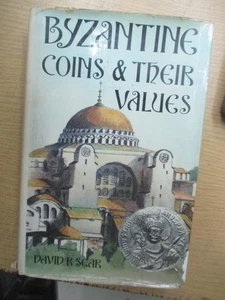 BYZANTINE
COINS & THEIR
VALUES
DAVID R SEAR